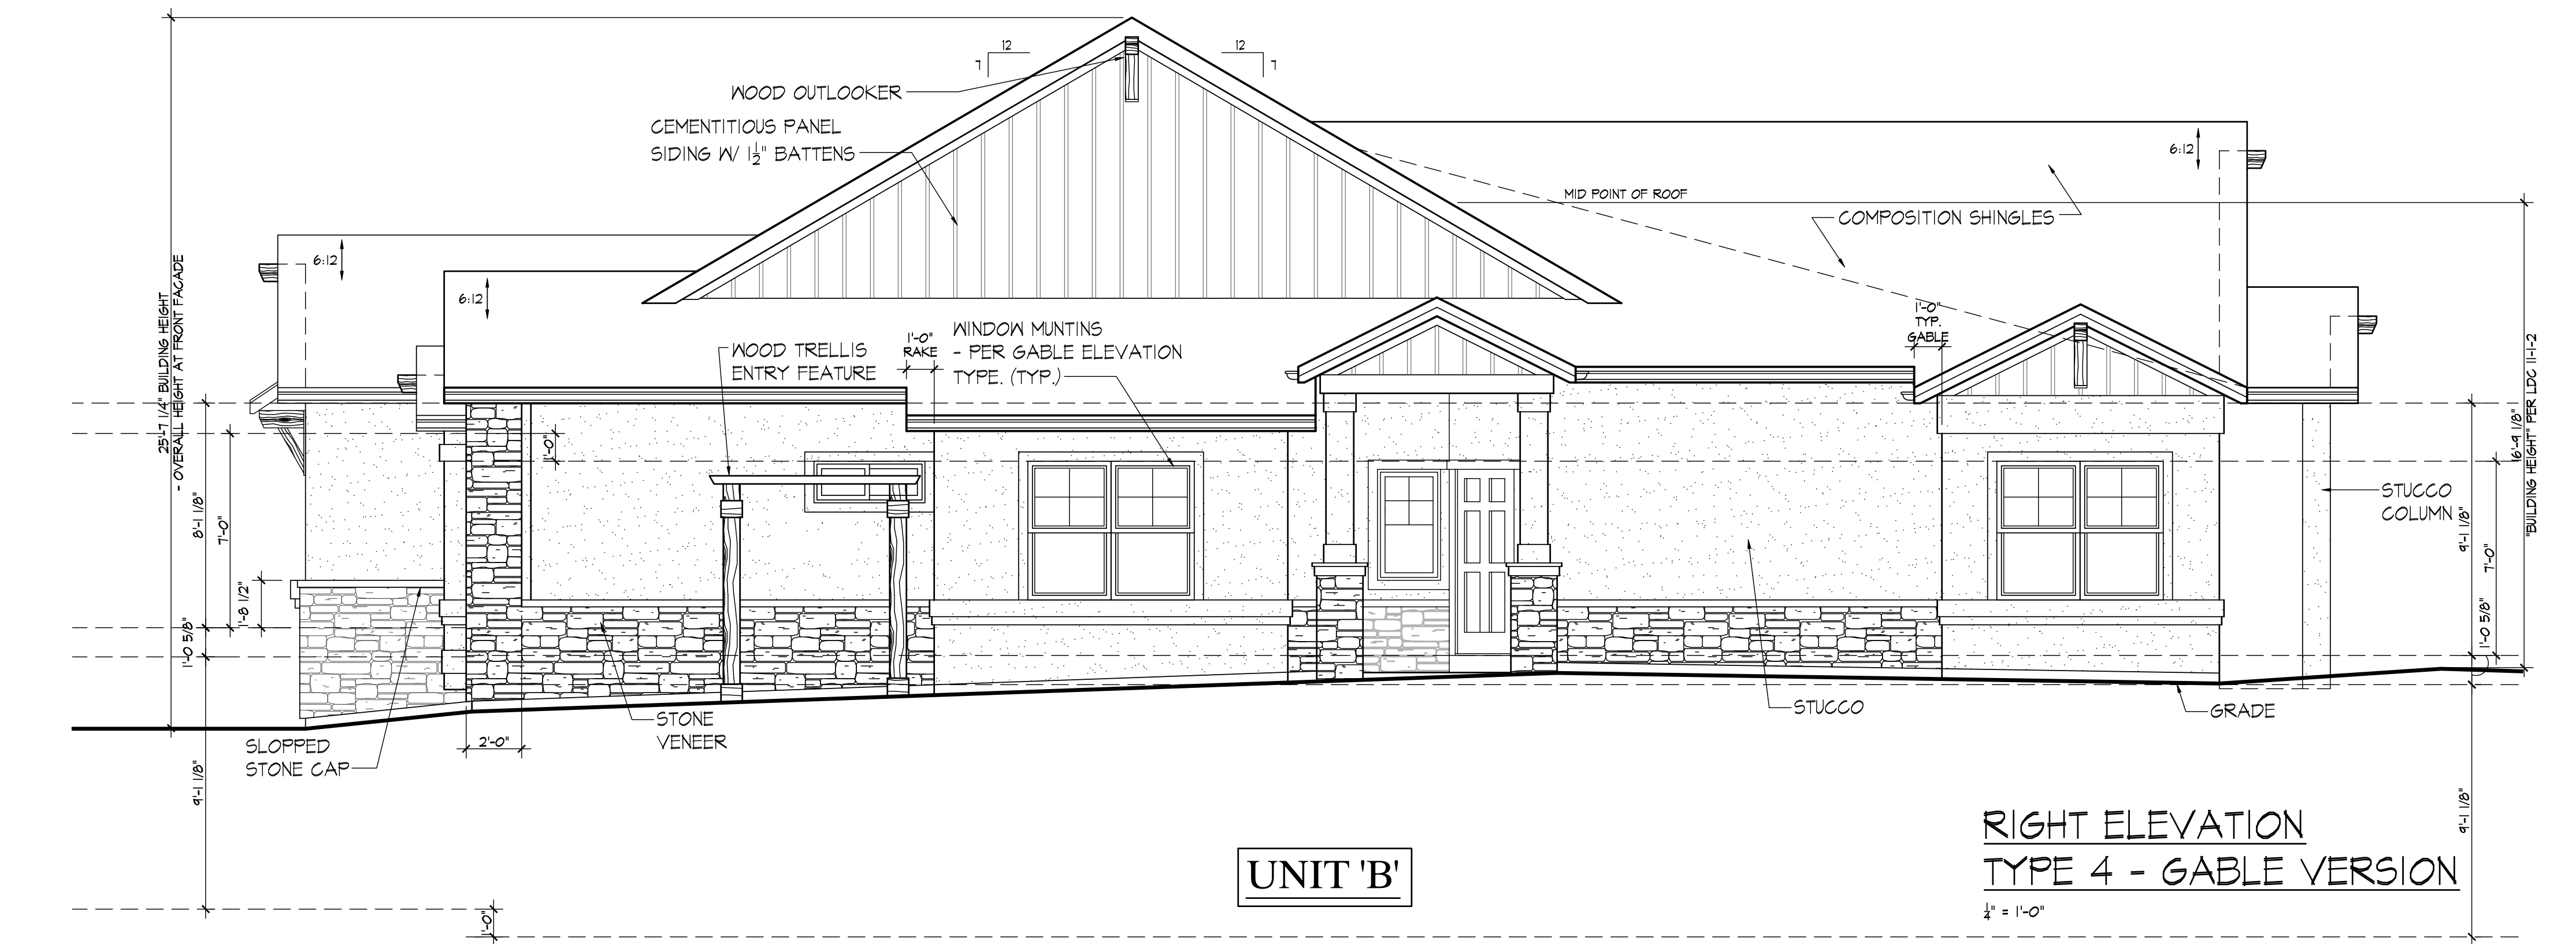 12
7
12
7
WOOD OUTLOOKER
CEMENTITIOUS PANEL
SIDING W/ 1 1/2" BATTENS
6:12
MID POINT OF ROOF
COMPOSITION SHINGLES
6:12
6:12
25'-7 1/4" BUILDING HEIGHT
- OVERALL HEIGHT AT FRONT FACADE
WOOD TRELLIS
ENTRY FEATURE
1'-0"
RAKE
WINDOW MUNTINS
- PER GABLE ELEVATION
TYPE. (TYP.)
1'-0"
TYP.
GABLE
16'-9 1/8"
"BUILDING HEIGHT" PER LDC 11-1-2
1'-0"
8'-1 1/8"
7'-0"
1'-8 1/2"
1'-0 5/8"
STUCCO
COLUMN
9'-1 1/8"
7'-0"
1'-0 5/8"
STONE
VENEER
STUCCO
GRADE
2'-0"
SLOPPED
STONE CAP
9'-1 1/8"
1'-0"
9'-1 1/8"
UNIT 'B'
RIGHT ELEVATION
TYPE 4 - GABLE VERSION
1/4" = 1'-0"